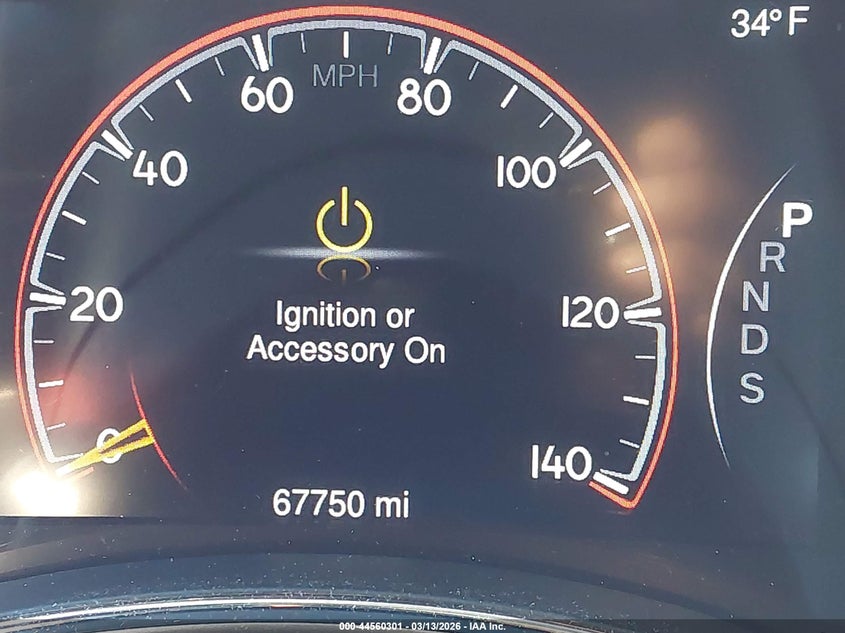 34°F
MPH
0
20
40
60
80
100
120
140
Ignition or
Accessory On
67750 mi
P
R
N
D
S
000-44560301 - 03/13/2026 - IAA Inc.